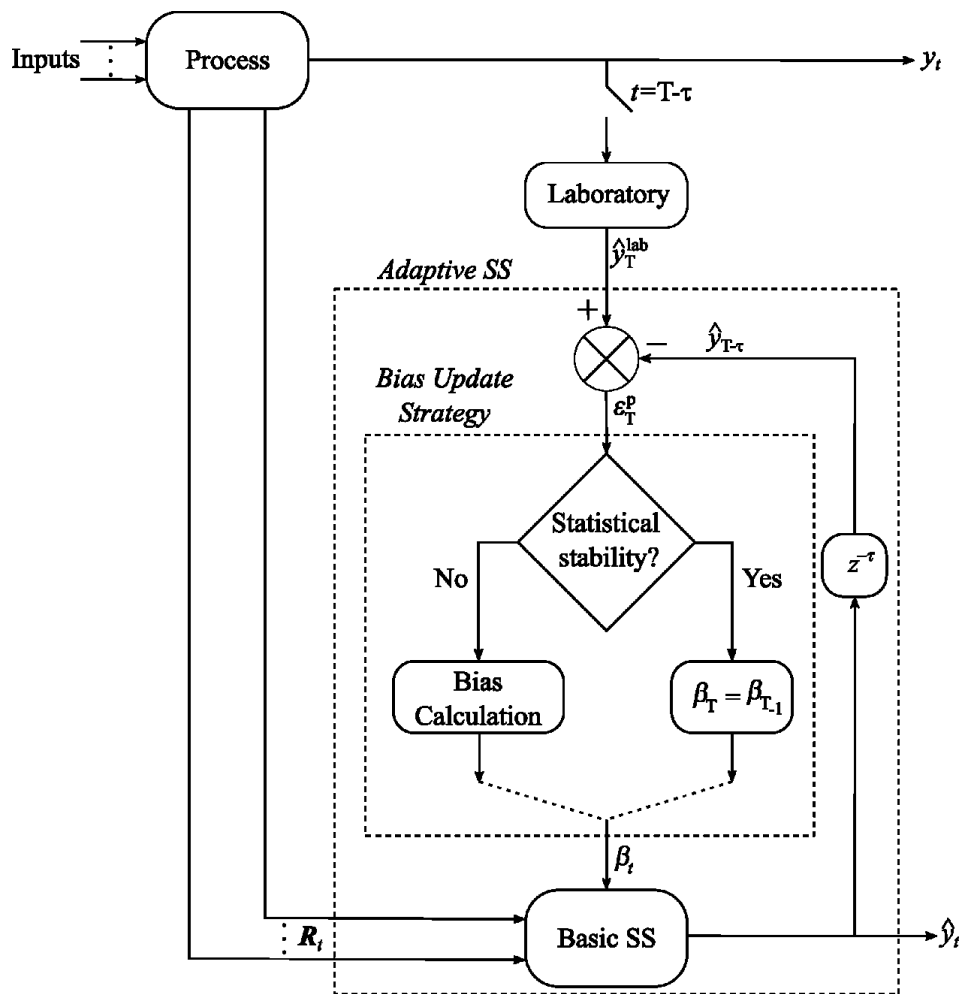 Inputs
Process
y_t
t=T-τ
Laboratory
ŷ_T^lab
Adaptive SS
+
−
ŷ_T-τ
Bias Update
Strategy
ε_T^p
Statistical
stability?
No
Yes
z^-τ
Bias
Calculation
β_T = β_T-1
β_t
R_t
Basic SS
ŷ_t